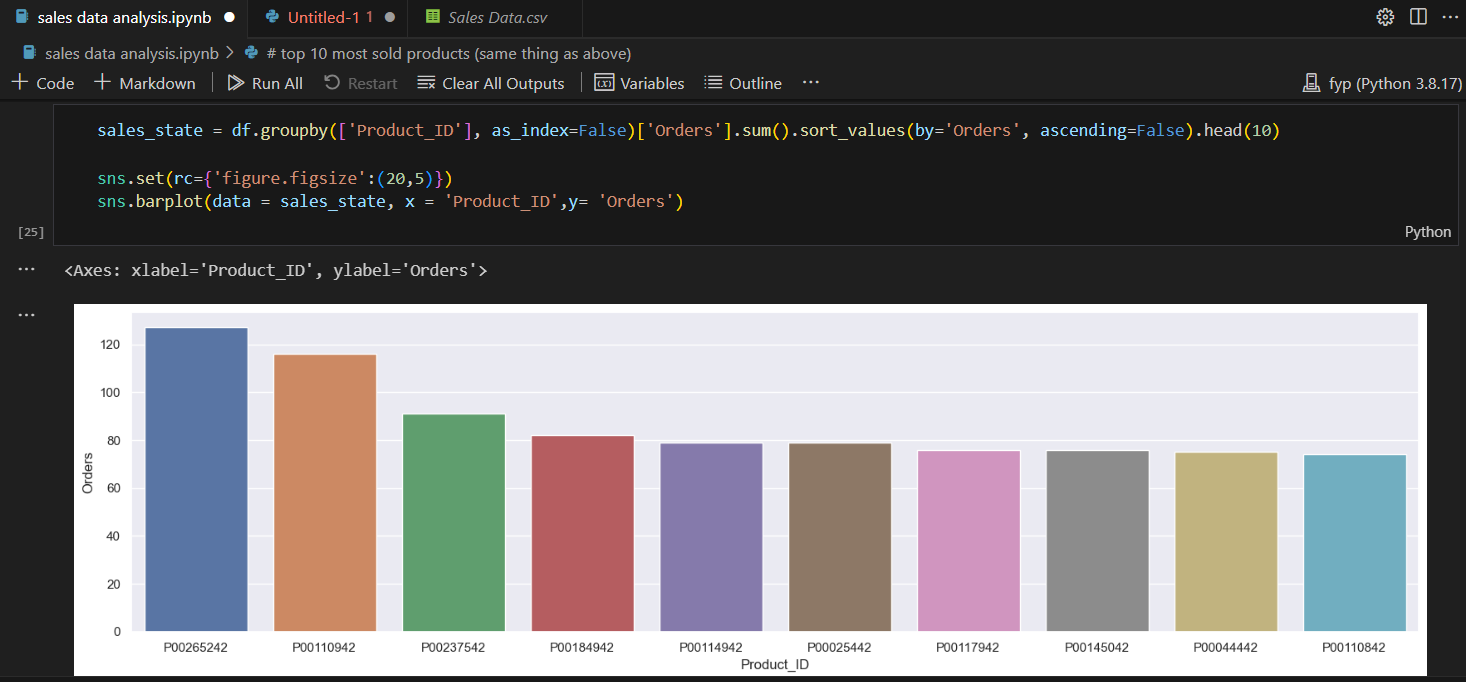 sales data analysis.ipynb Untitled-1 1 Sales Data.csv
sales data analysis.ipynb > # top 10 most sold products (same thing as above)
+ Code + Markdown Run All Restart Clear All Outputs Variables Outline ... fyp (Python 3.8.17)
sales_state = df.groupby(['Product_ID'], as_index=False)['Orders'].sum().sort_values(by='Orders', ascending=False).head(10)
sns.set(rc={'figure.figsize':(20,5)})
sns.barplot(data = sales_state, x = 'Product_ID',y= 'Orders')
[25]
Python
<Axes: xlabel='Product_ID', ylabel='Orders'>
120
100
80
60
40
20
0
Orders
P00265242 P00110942 P00237542 P00184942 P00114942 P00025442 P00117942 P00145042 P00044442 P00110842
Product_ID